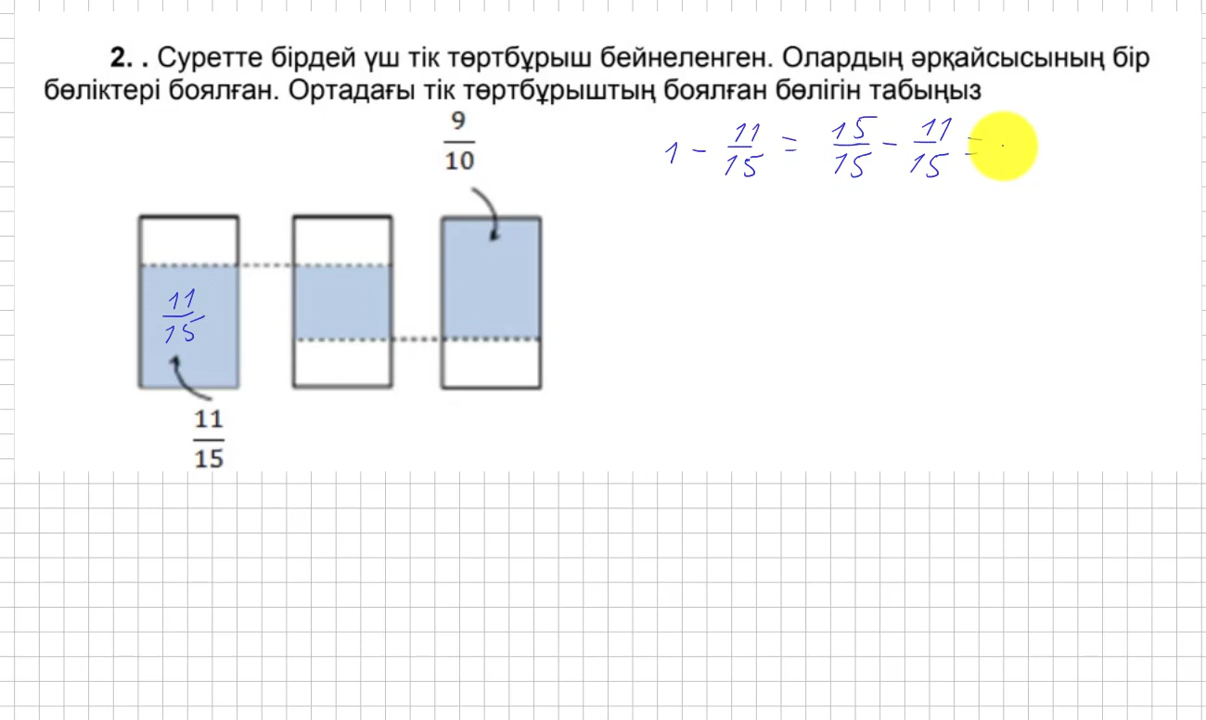 2. . Суретте бірдей үш тік төртбұрыш бейнеленген. Олардың әрқайсысының бір
бөліктері боялған. Ортадағы тік төртбұрыштың боялған бөлігін табыңыз
9/10
1 - 11/15 = 15/15 - 11/15 =
11/15
11/15